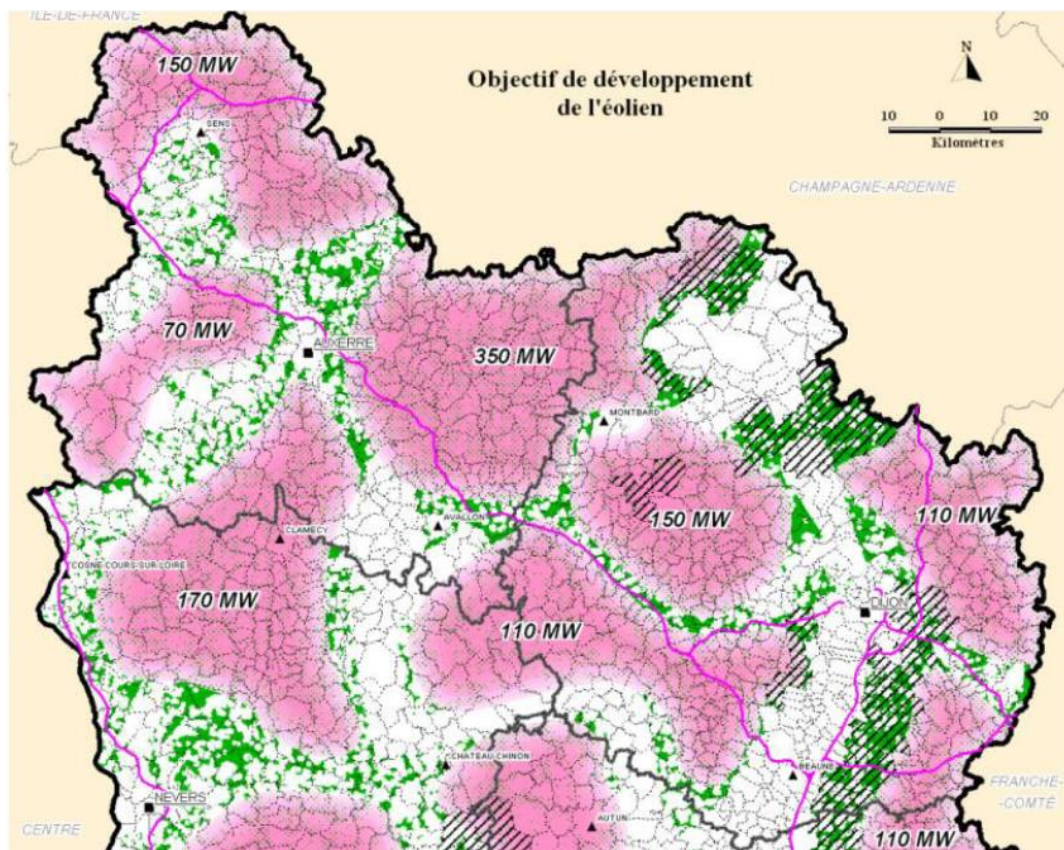 ILE-DE-FRANCE
150 MW
Objectif de développement
de l'éolien
N
10 0 10 20
Kilomètres
SENS
CHAMPAGNE-ARDENNE
70 MW
AUXERRE
350 MW
MONTBARD
150 MW
110 MW
AVALLON
CLAMECY
COSNE-COURS-SUR-LOIRE
170 MW
DIJON
110 MW
CHATEAU-CHINON
BEAUNE
FRANCHE-
-COMTÉ
NEVERS
CENTRE
AUTUN
110 MW